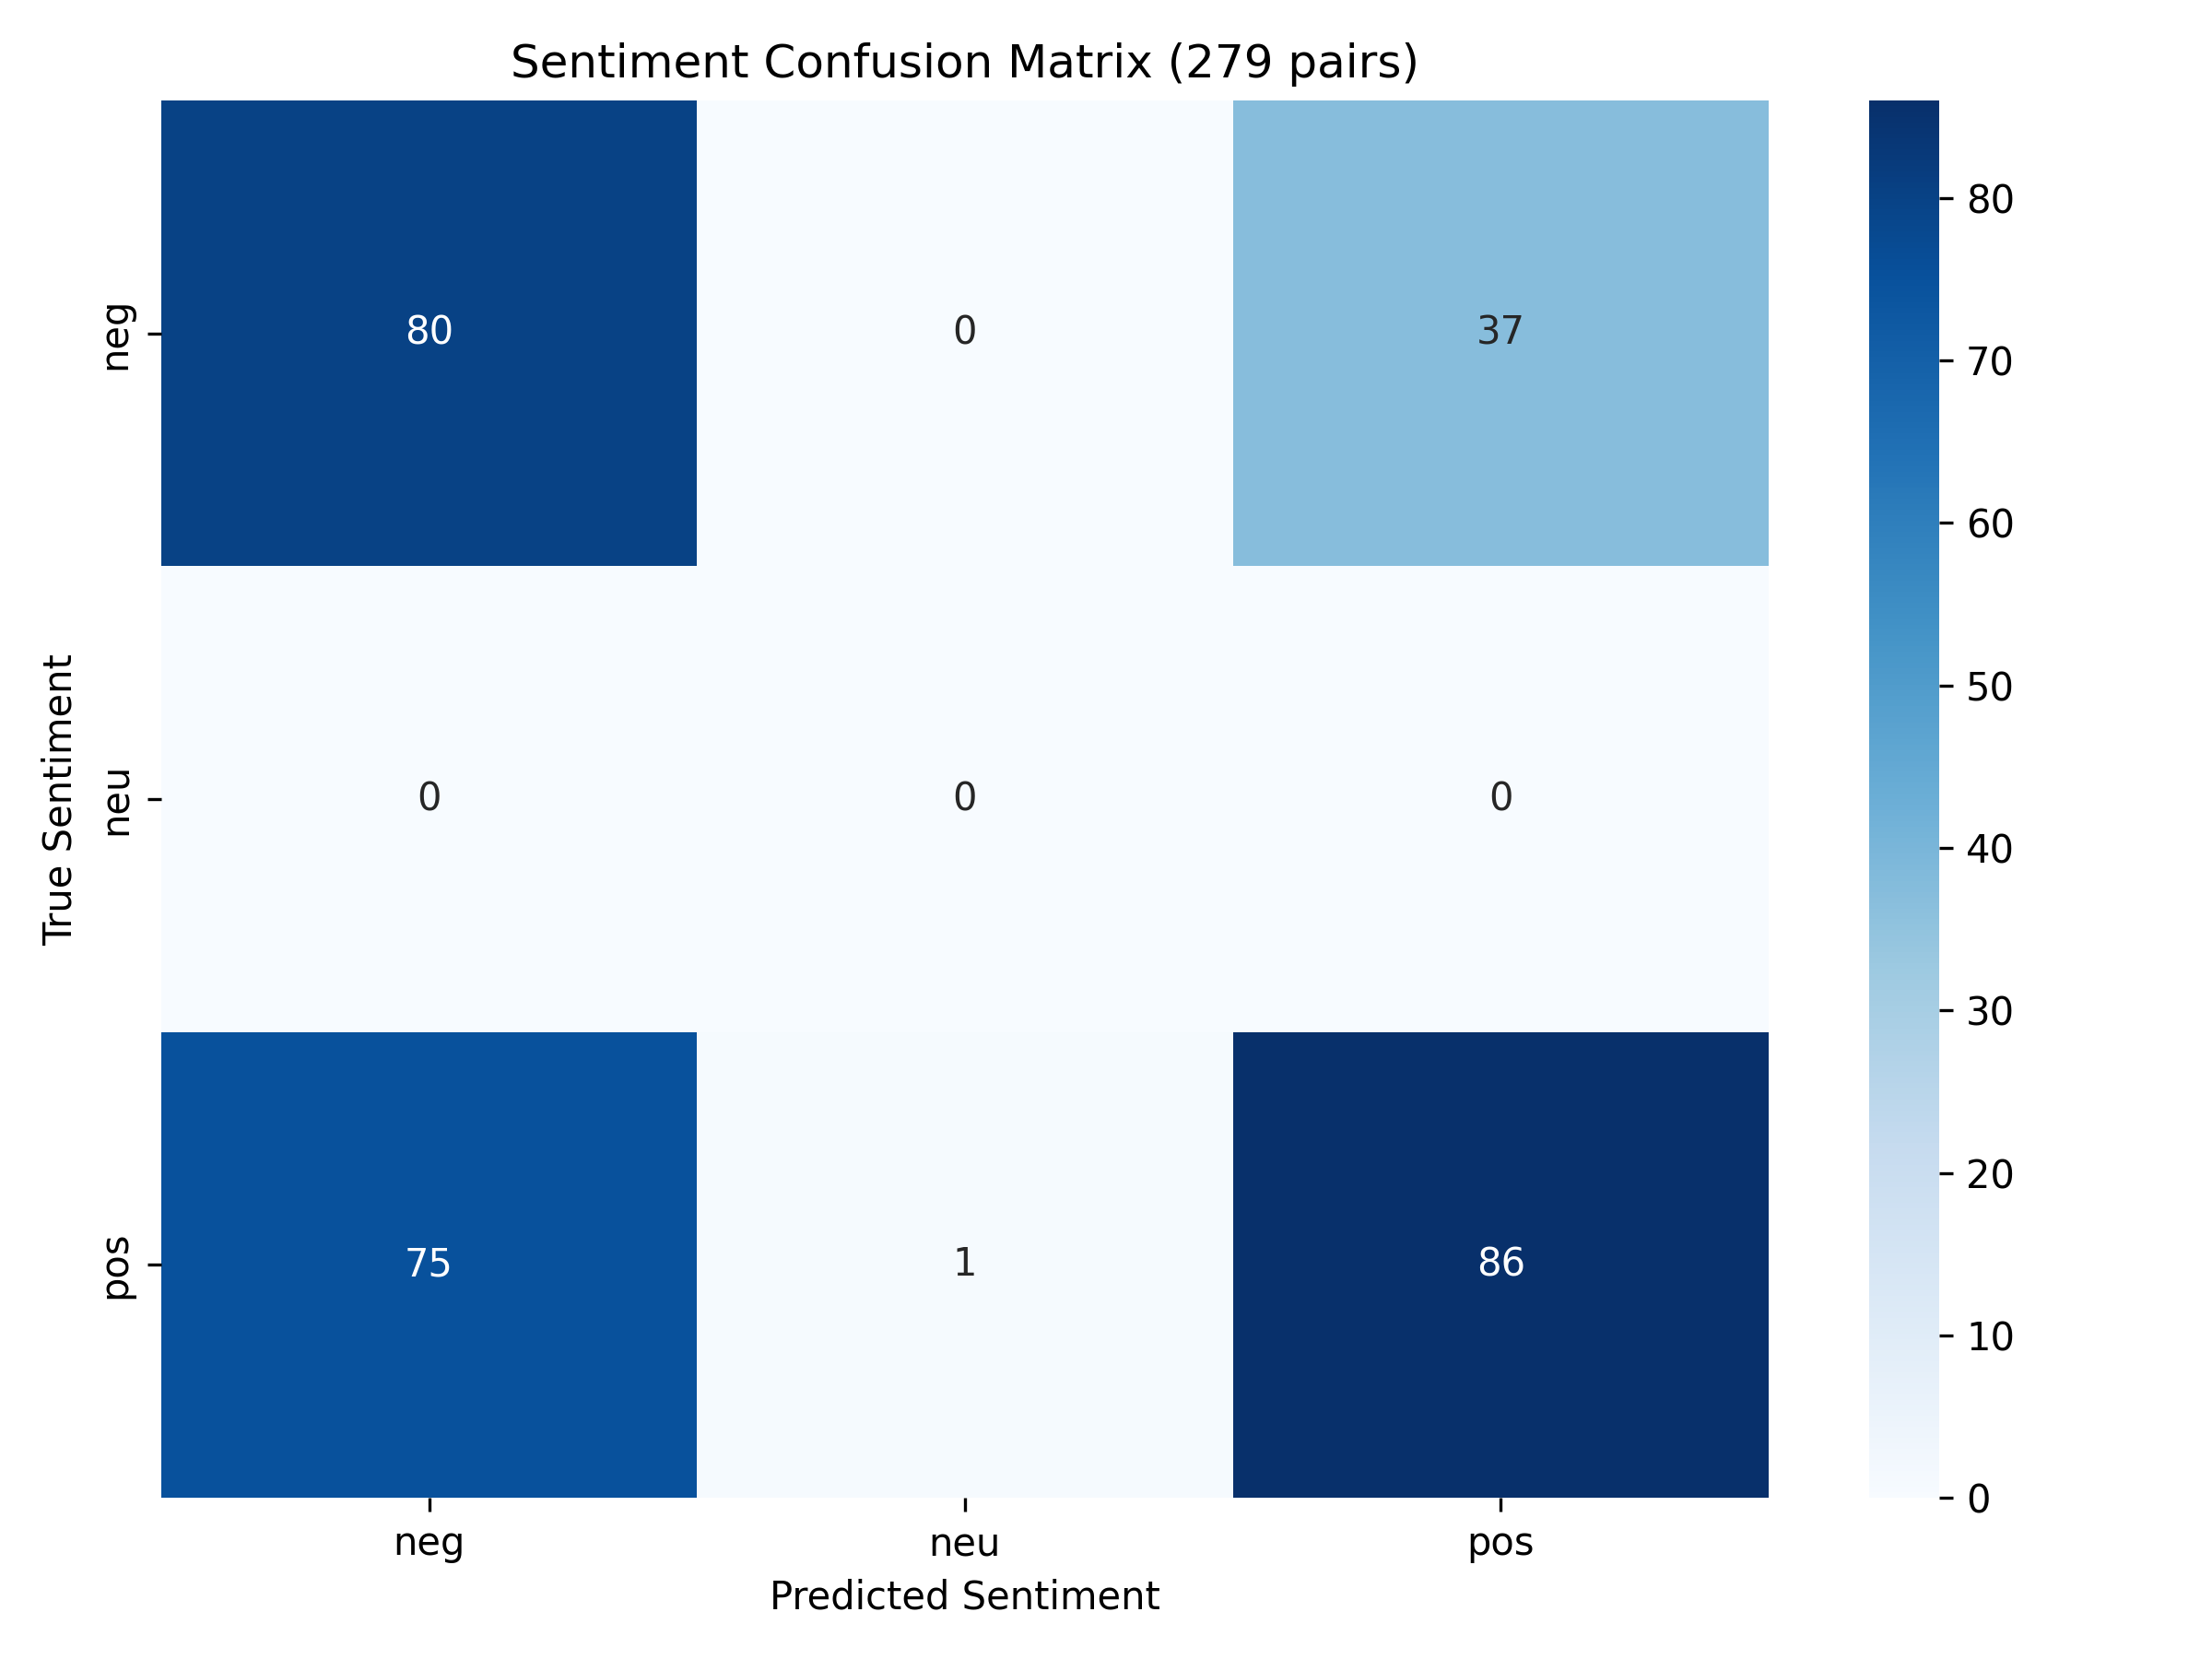 Sentiment Confusion Matrix (279 pairs)
True Sentiment
neg
80
0
37
neu
0
0
0
pos
75
1
86
neg
neu
pos
Predicted Sentiment
80
70
60
50
40
30
20
10
0